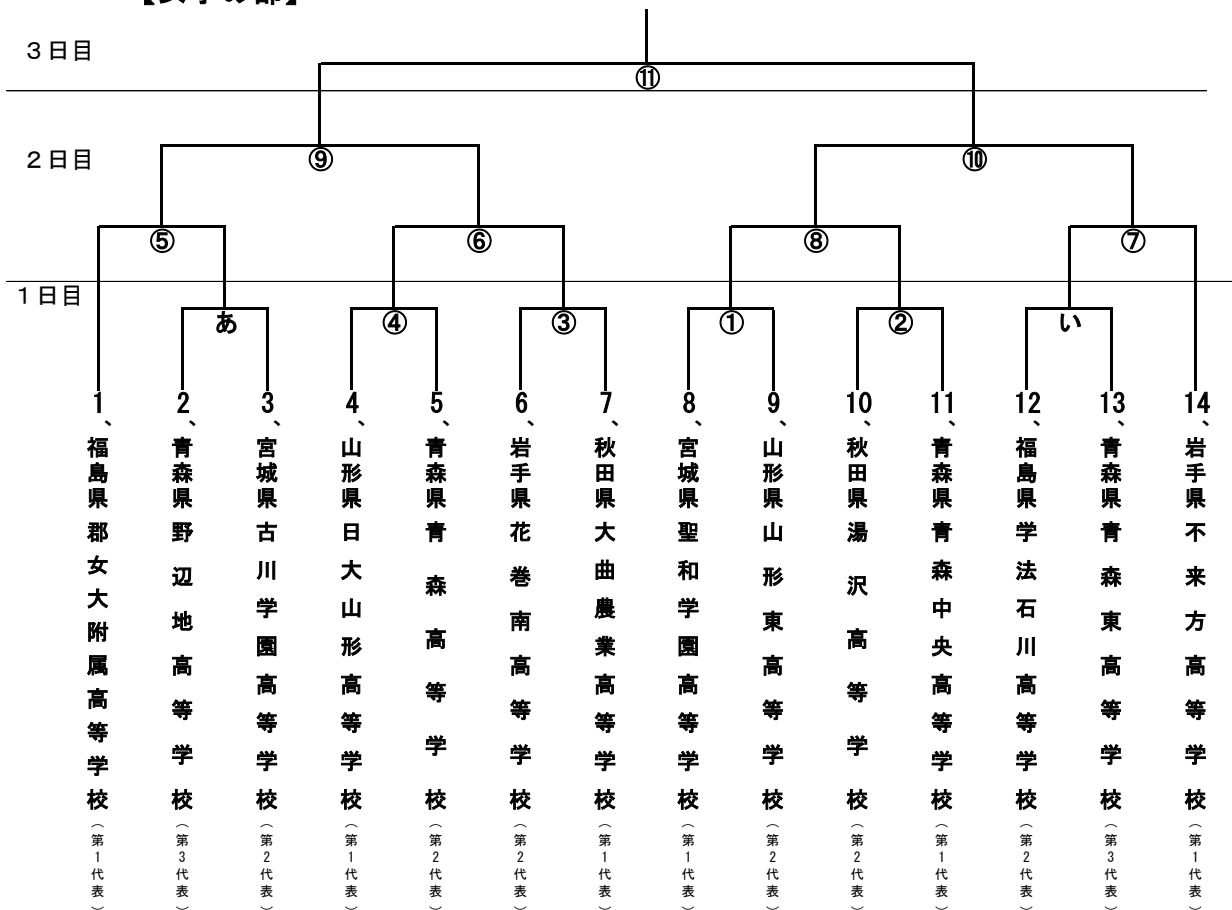 【女子の部】
3日目
⑪
2日目
⑨
⑩
⑤
⑥
⑧
⑦
1日目
あ
④
③
①
②
い
1、福島県 郡女大附属高等学校（第1代表）
2、青森県 野辺地高等学校（第3代表）
3、宮城県 古川学園高等学校（第2代表）
4、山形県 日大山形高等学校（第1代表）
5、青森県 青森高等学校（第2代表）
6、岩手県 花巻南高等学校（第2代表）
7、秋田県 大曲農業高等学校（第1代表）
8、宮城県 聖和学園高等学校（第1代表）
9、山形県 山形東高等学校（第2代表）
10、秋田県 湯沢高等学校（第2代表）
11、青森県 青森中央高等学校（第1代表）
12、福島県 学法石川高等学校（第2代表）
13、青森県 青森東高等学校（第3代表）
14、岩手県 不来方高等学校（第1代表）